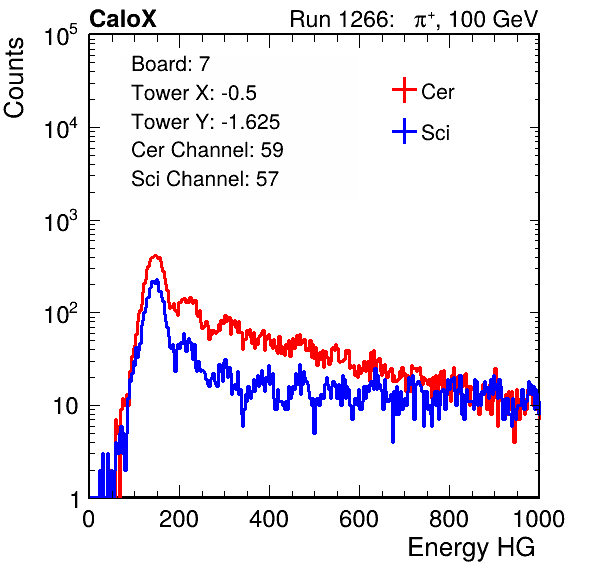 CaloX Run 1266: π⁺, 100 GeV
Counts
Board: 7
Tower X: -0.5
Tower Y: -1.625
Cer Channel: 59
Sci Channel: 57
Cer
Sci
10⁵
10⁴
10³
10²
10
1
0 200 400 600 800 1000
Energy HG